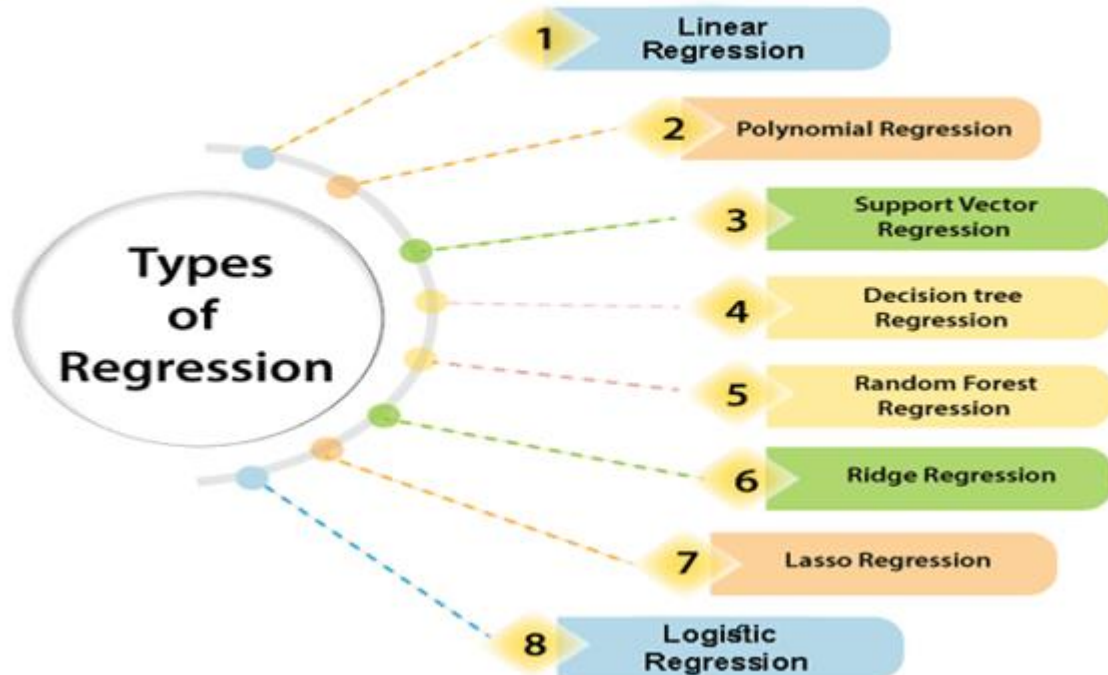 Types
of
Regression
1
Linear
Regression
2
Polynomial Regression
3
Support Vector
Regression
4
Decision tree
Regression
5
Random Forest
Regression
6
Ridge Regression
7
Lasso Regression
8
Logistic
Regression